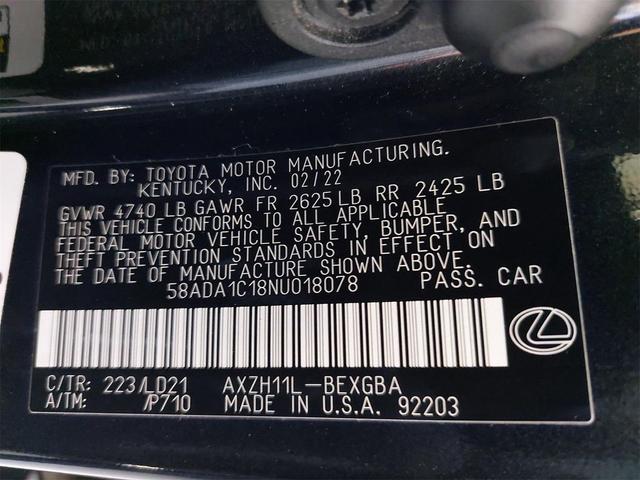 MFD. BY: TOYOTA MOTOR MANUFACTURING.
KENTUCKY, INC. 02/22
GVWR 4740 LB GAWR FR 2625 LB RR 2425 LB
THIS VEHICLE CONFORMS TO ALL APPLICABLE
FEDERAL MOTOR VEHICLE SAFETY, BUMPER, AND
THEFT PREVENTION STANDARDS IN EFFECT ON
THE DATE OF MANUFACTURE SHOWN ABOVE.
58ADA1C18NU018078 PASS. CAR
C/TR: 223/LD21 AXZH11L-BEXGBA
A/TM: /P710 MADE IN U.S.A. 92203